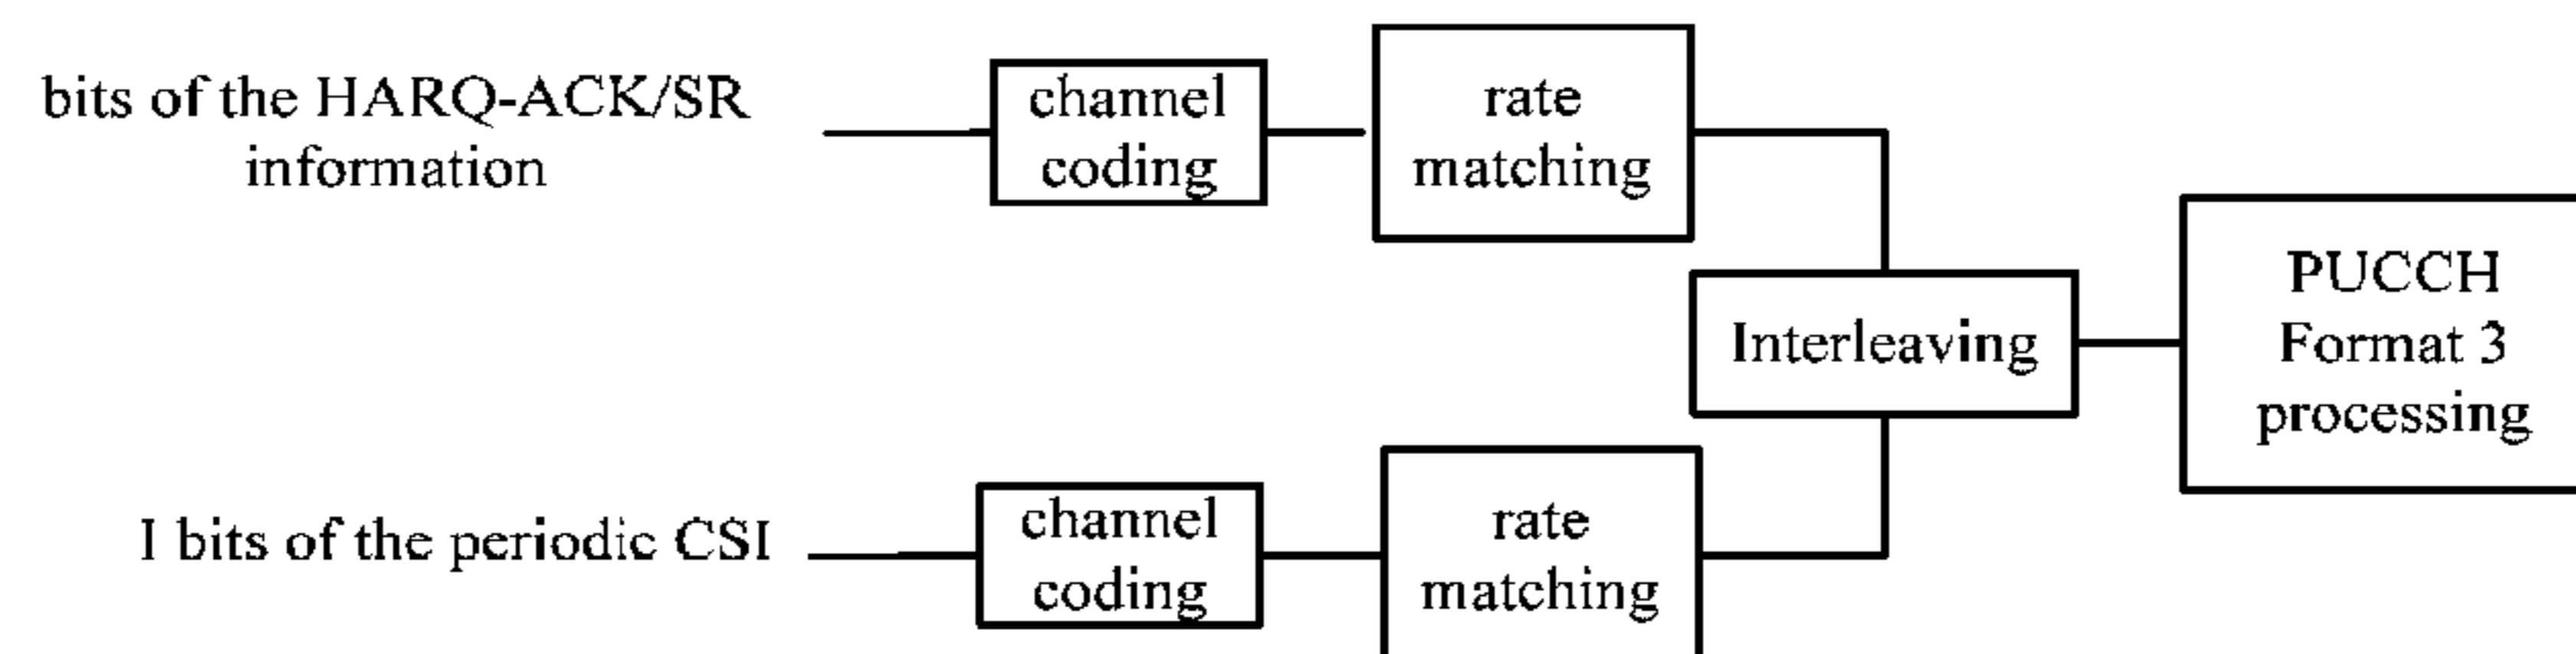 bits of the HARQ-ACK/SR
information
channel
coding
rate
matching
Interleaving
PUCCH
Format 3
processing
I bits of the periodic CSI
channel
coding
rate
matching